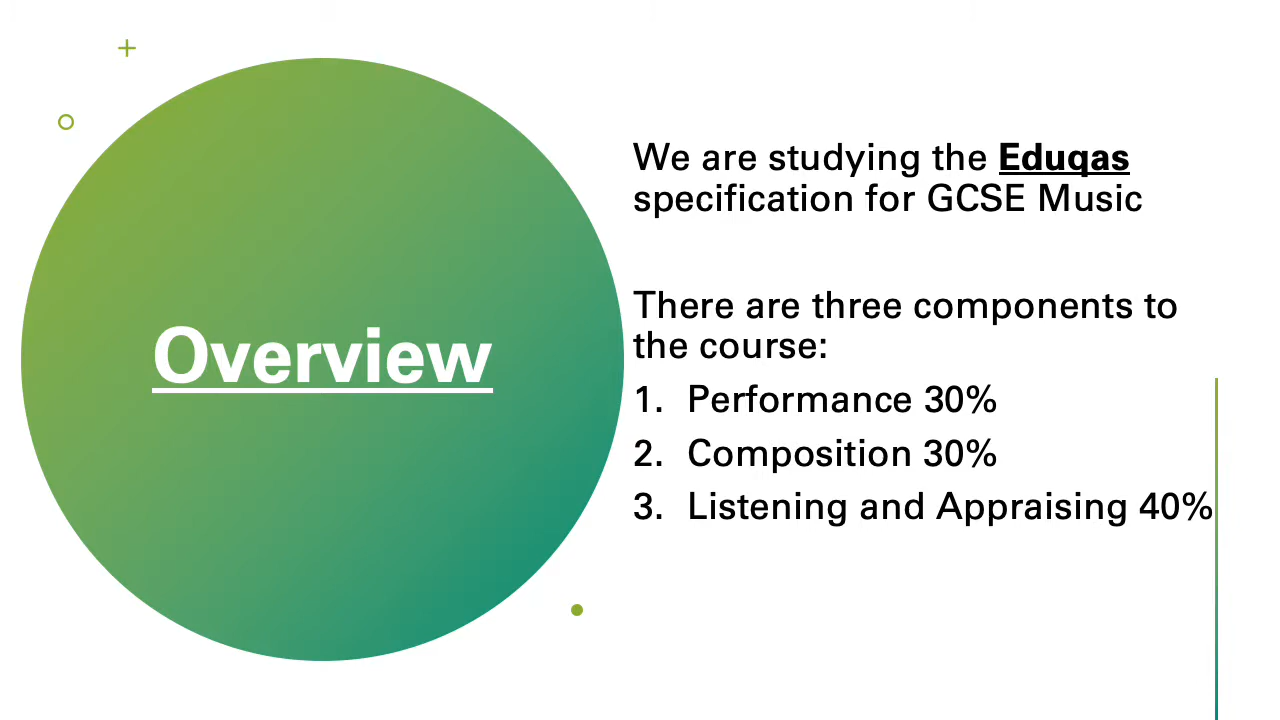 Overview
We are studying the Eduqas
specification for GCSE Music
There are three components to
the course:
1. Performance 30%
2. Composition 30%
3. Listening and Appraising 40%